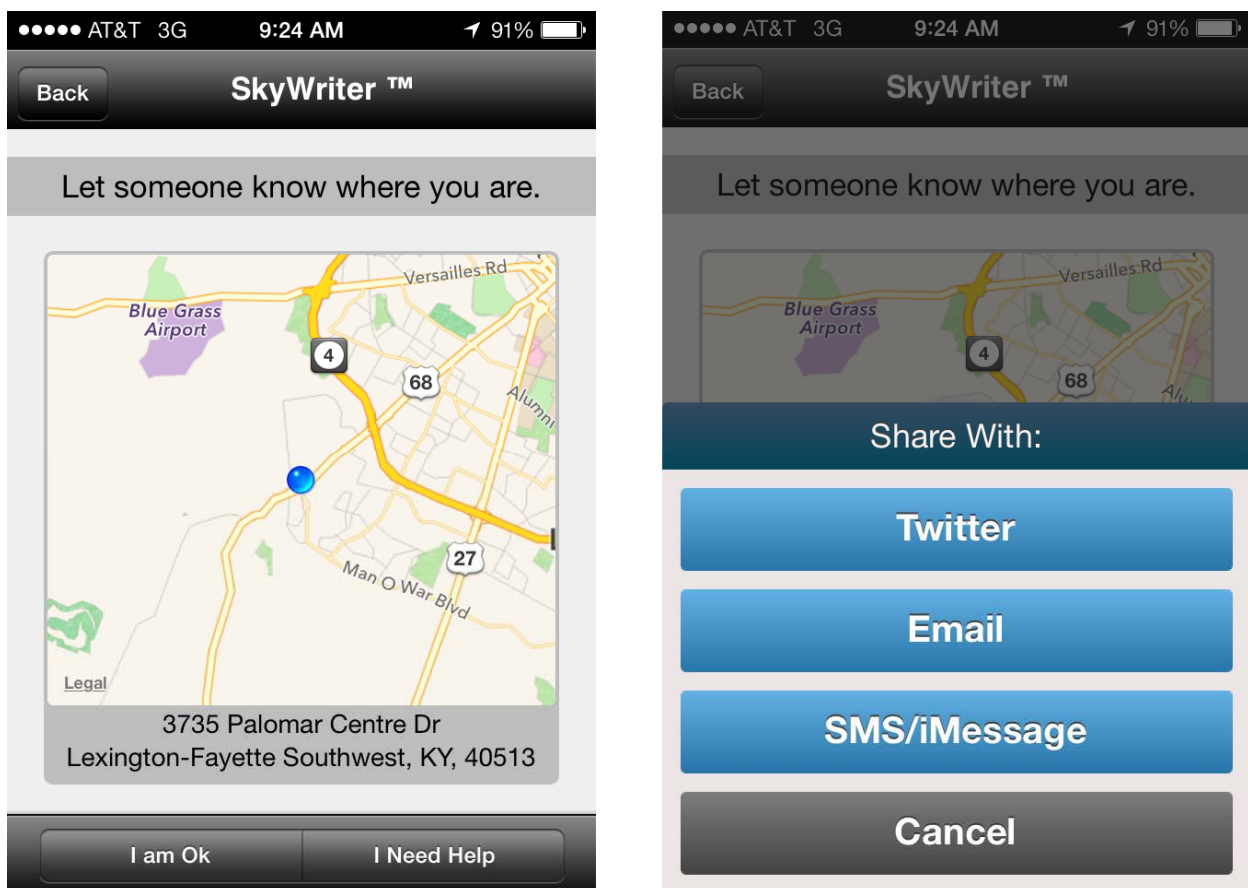 AT&T 3G 9:24 AM 91%
Back SkyWriter ™
Let someone know where you are.
Versailles Rd
Blue Grass
Airport
4
68
Alumni
27
Man O War Blvd
Legal
3735 Palomar Centre Dr
Lexington-Fayette Southwest, KY, 40513
I am Ok I Need Help
AT&T 3G 9:24 AM 91%
Back SkyWriter ™
Let someone know where you are.
Versailles Rd
Blue Grass
Airport
4
68
Share With:
Twitter
Email
SMS/iMessage
Cancel